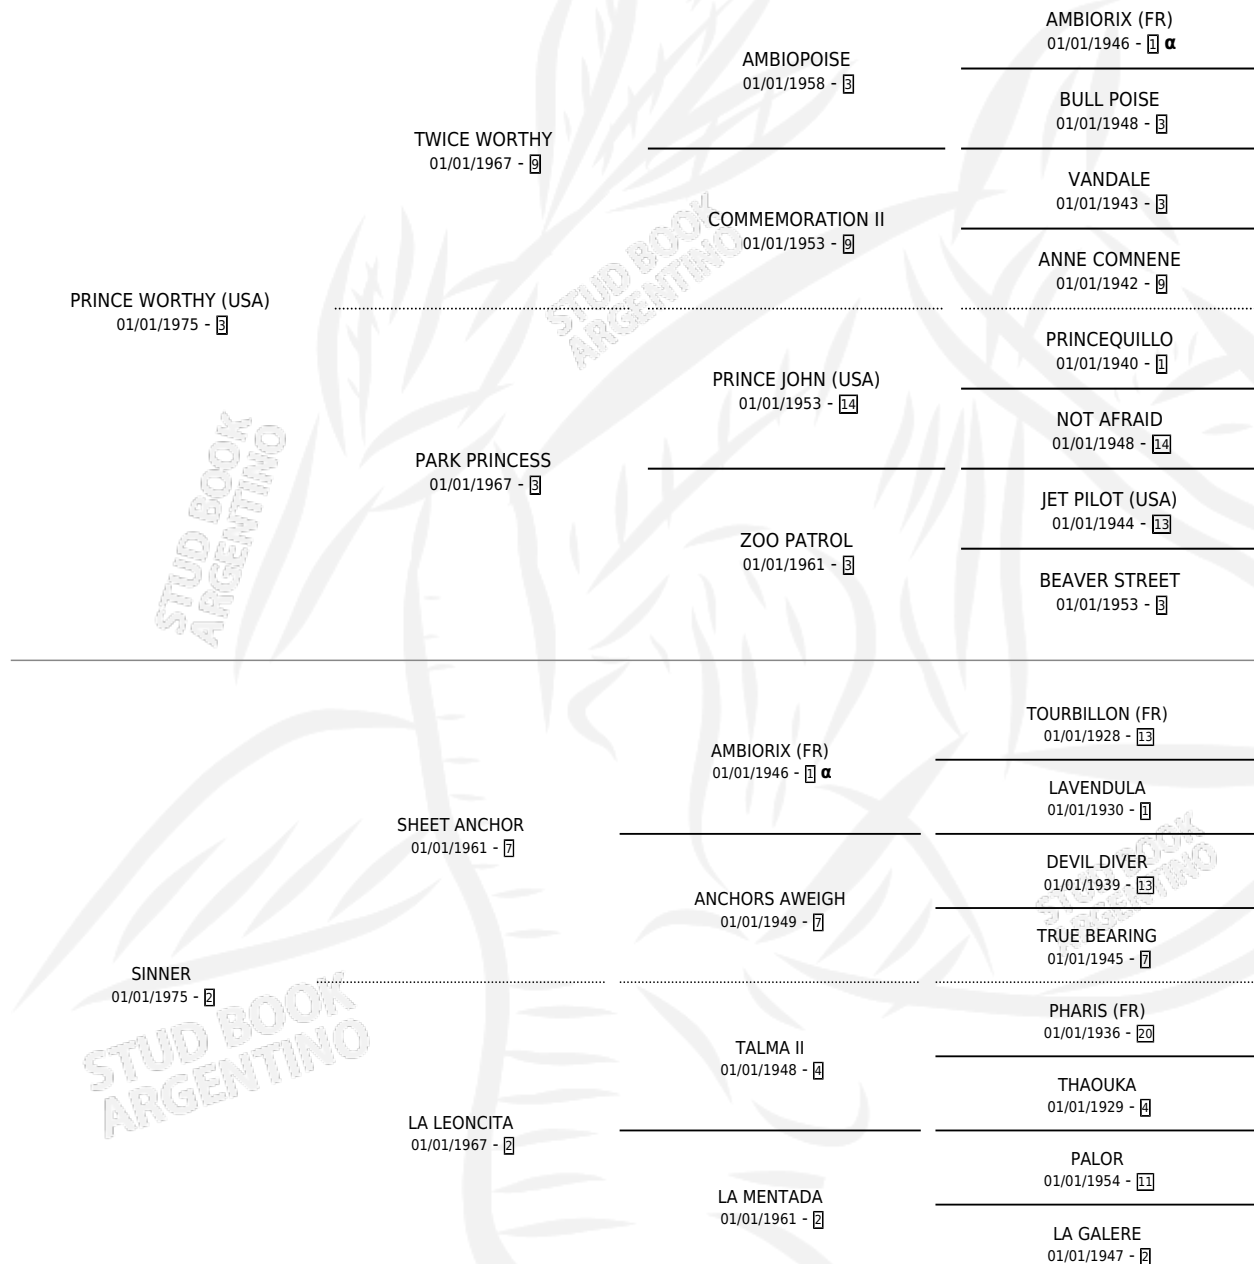 AMBIORIX (FR)
01/01/1946 - 1 α
AMBIOPOISE
01/01/1958 - 3
BULL POISE
01/01/1948 - 3
TWICE WORTHY
01/01/1967 - 9
VANDALE
01/01/1943 - 3
COMMEMORATION II
01/01/1953 - 9
ANNE COMNENE
01/01/1942 - 9
PRINCE WORTHY (USA)
01/01/1975 - 3
PRINCEQUILLO
01/01/1940 - 1
PRINCE JOHN (USA)
01/01/1953 - 14
NOT AFRAID
01/01/1948 - 14
PARK PRINCESS
01/01/1967 - 3
JET PILOT (USA)
01/01/1944 - 13
ZOO PATROL
01/01/1961 - 3
BEAVER STREET
01/01/1953 - 3
STUD BOOK
ARGENTINO
STUD BOOK
ARGENTINO
TOURBILLON (FR)
01/01/1928 - 13
AMBIORIX (FR)
01/01/1946 - 1 α
LAVENDULA
01/01/1930 - 1
SHEET ANCHOR
01/01/1961 - 7
DEVIL DIVER
01/01/1939 - 13
ANCHORS AWEIGH
01/01/1949 - 7
TRUE BEARING
01/01/1945 - 7
SINNER
01/01/1975 - 2
PHARIS (FR)
01/01/1936 - 20
TALMA II
01/01/1948 - 4
THAOUKA
01/01/1929 - 4
LA LEONCITA
01/01/1967 - 2
PALOR
01/01/1954 - 11
LA MENTADA
01/01/1961 - 2
LA GALERE
01/01/1947 - 2
STUD BOOK
ARGENTINO
STUD BOOK
ARGENTINO